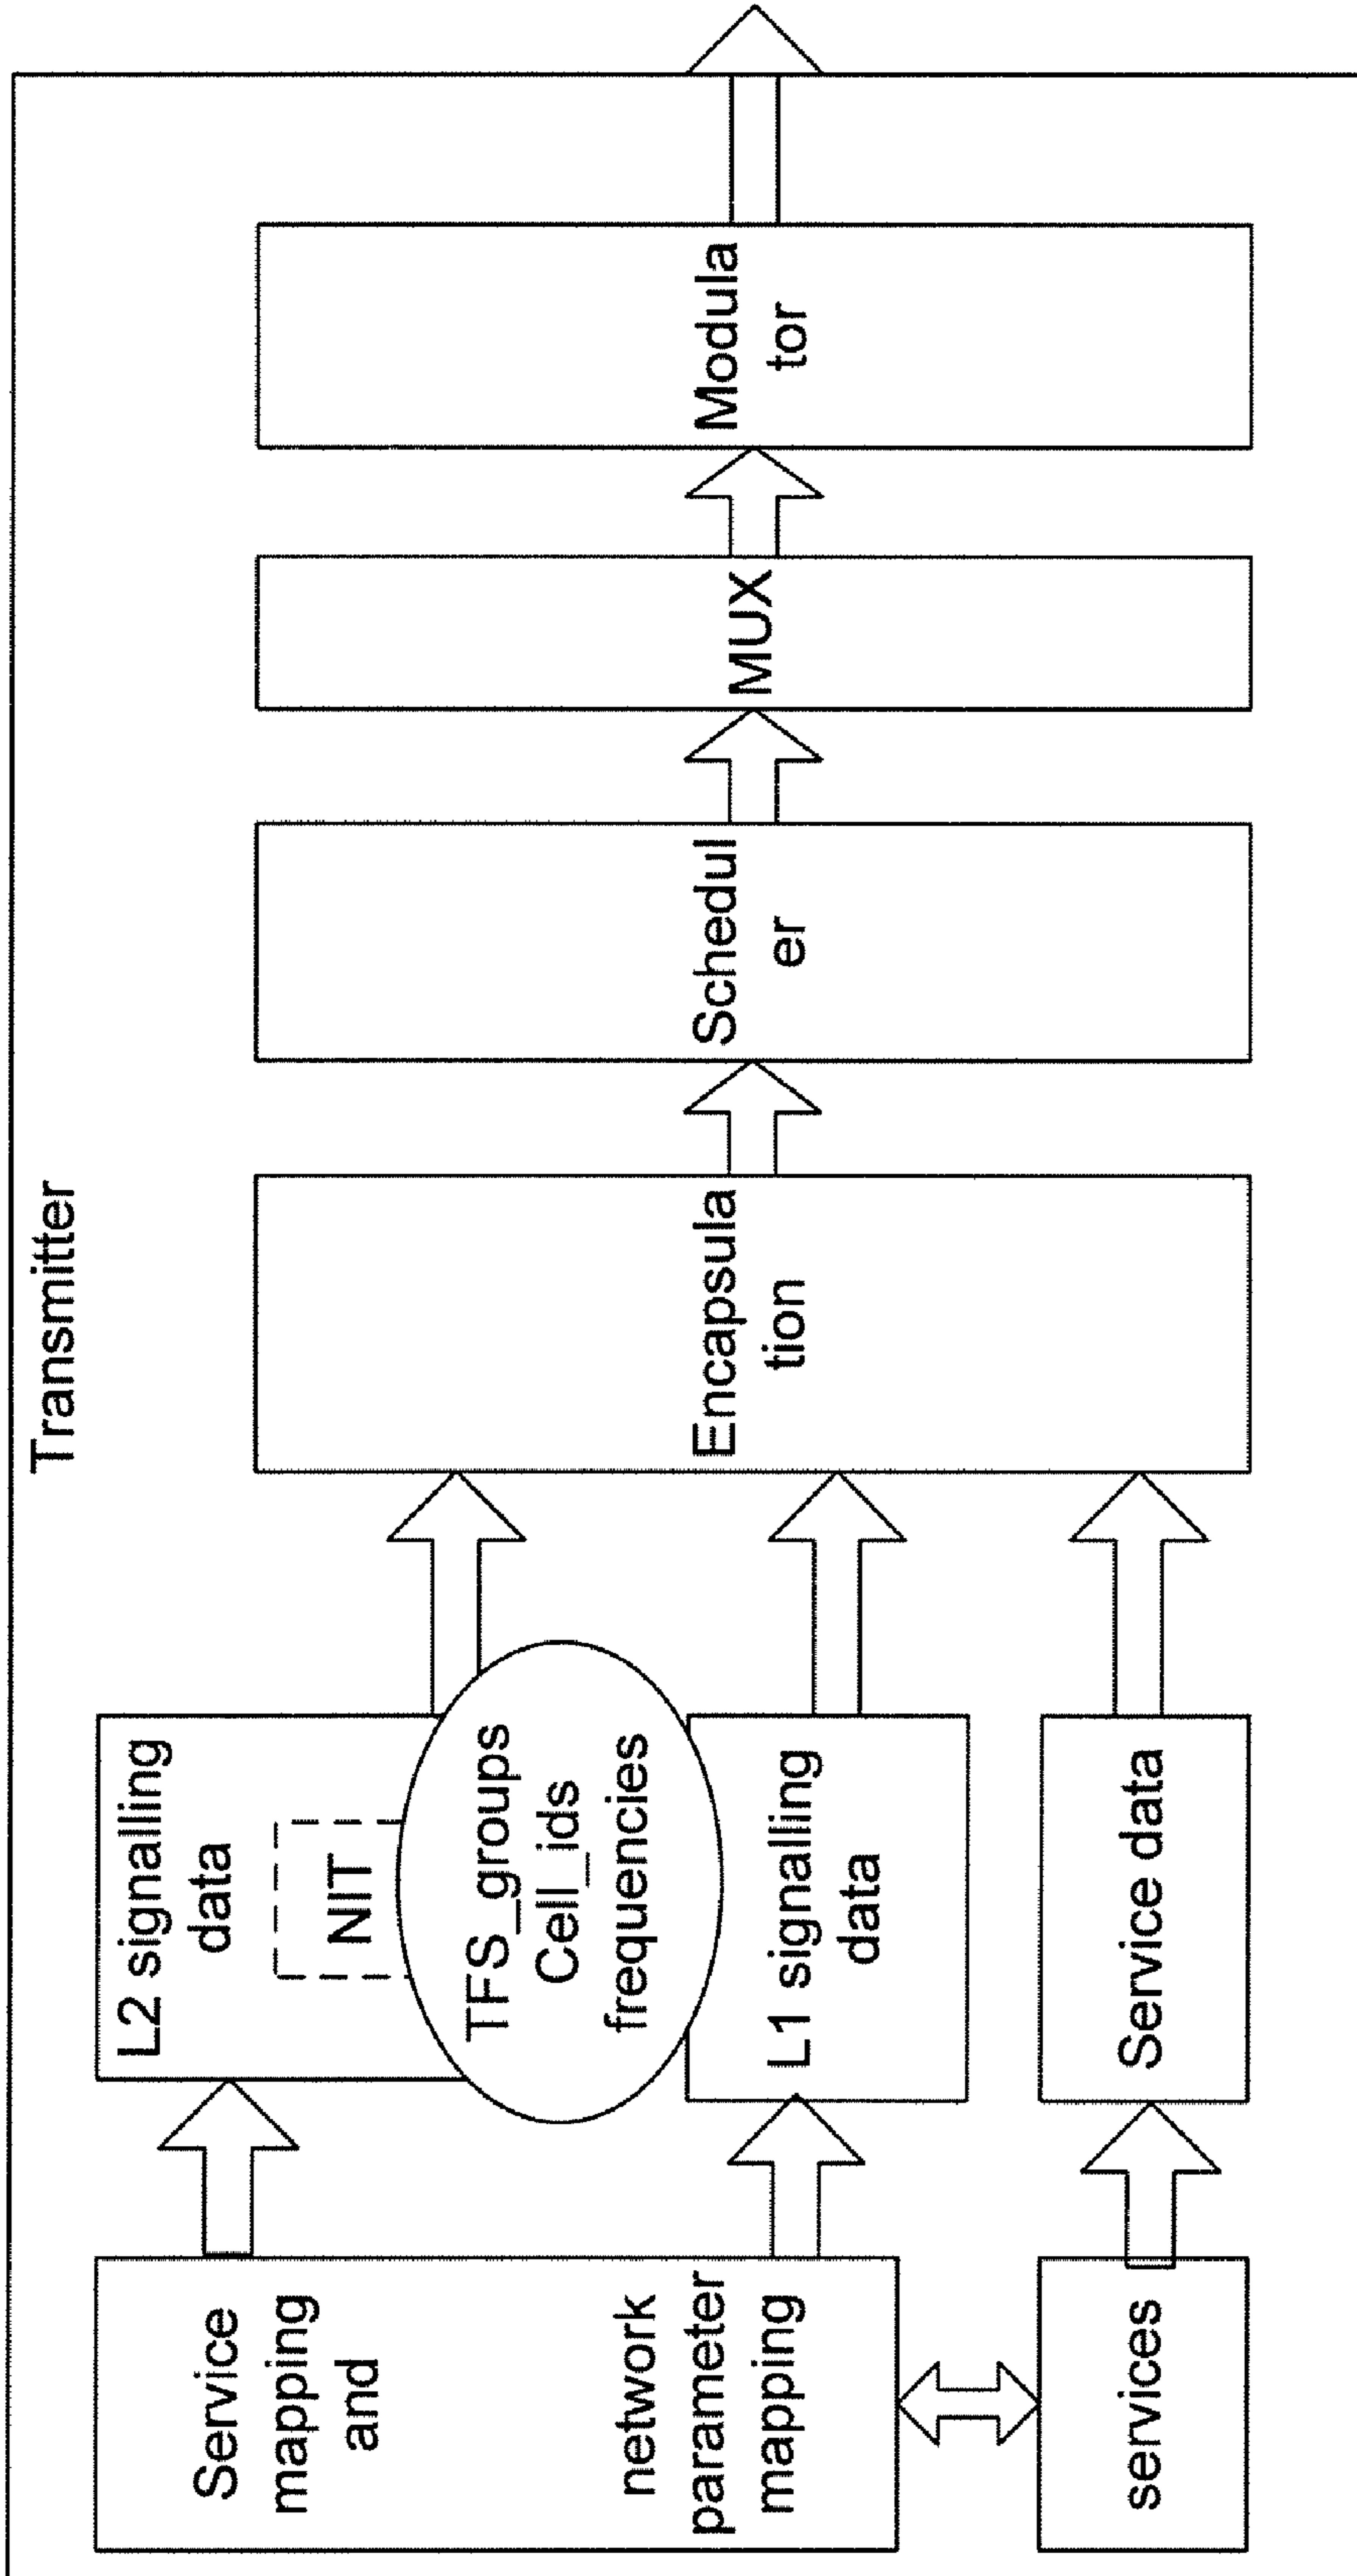 Transmitter
Service
mapping
and
network
parameter
mapping
services
L2 signalling
data
NIT
TFS_groups
Cell_ids
frequencies
L1 signalling
data
Service data
Encapsula
tion
Schedul
er
MUX
Modula
tor